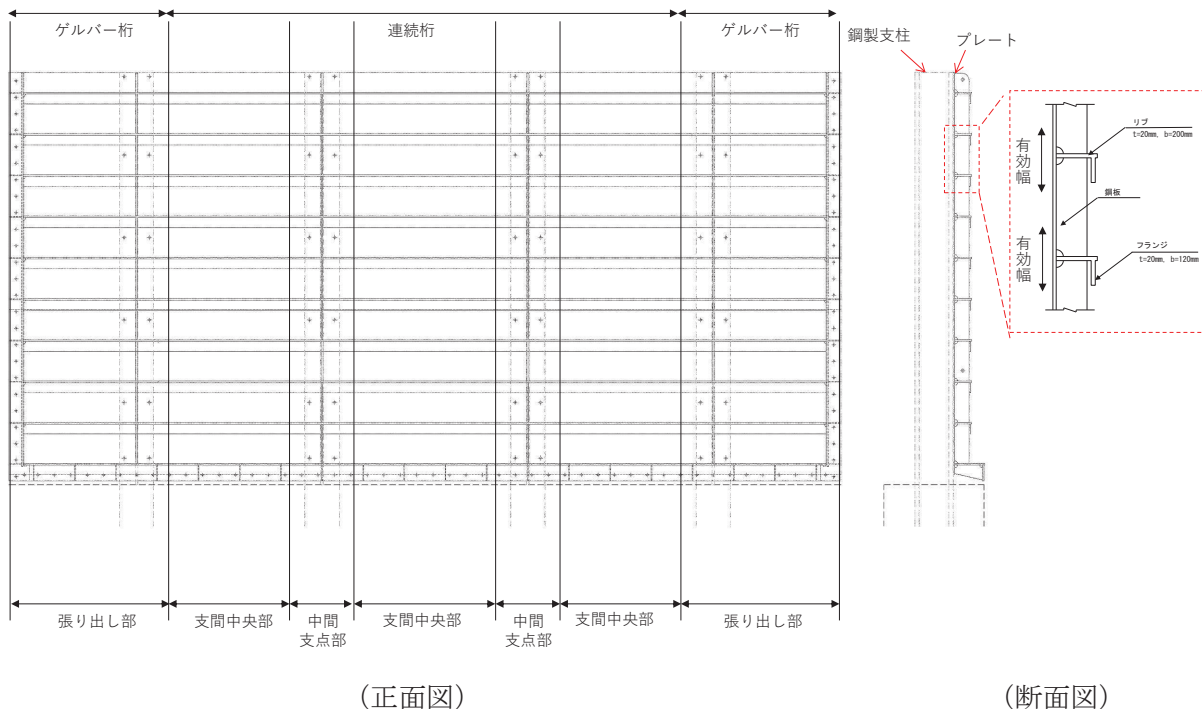 ゲルバー桁
連続桁
ゲルバー桁
鋼製支柱
プレート
リブ
t=20mm, b=200mm
有効幅
鋼板
有効幅
フランジ
t=20mm, b=120mm
張り出し部
支間中央部
中間
支点部
支間中央部
中間
支点部
支間中央部
張り出し部
(正面図)
(断面図)